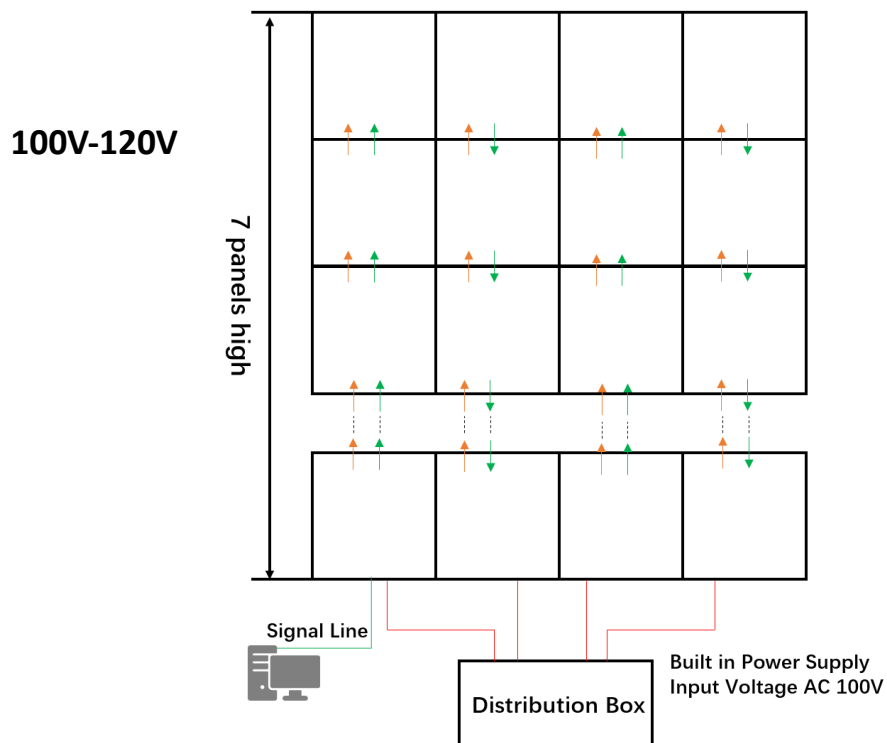 100V-120V
7 panels high
Signal Line
Distribution Box
Built in Power Supply
Input Voltage AC 100V